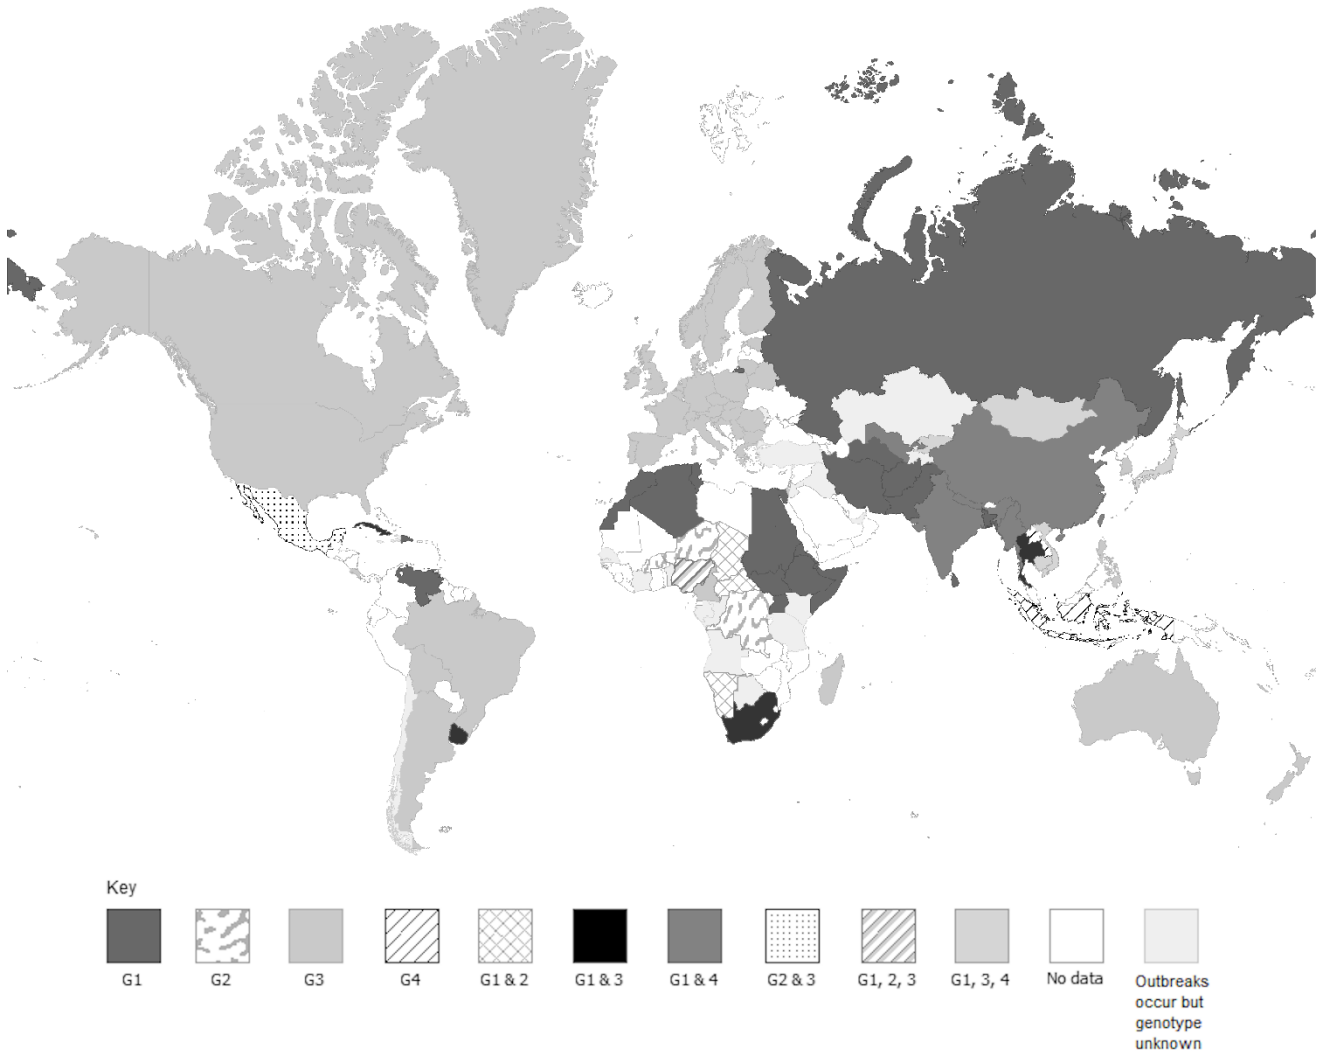 Key
G1 G2 G3 G4 G1 & 2 G1 & 3 G1 & 4 G2 & 3 G1, 2, 3 G1, 3, 4 No data Outbreaks
occur but
genotype
unknown